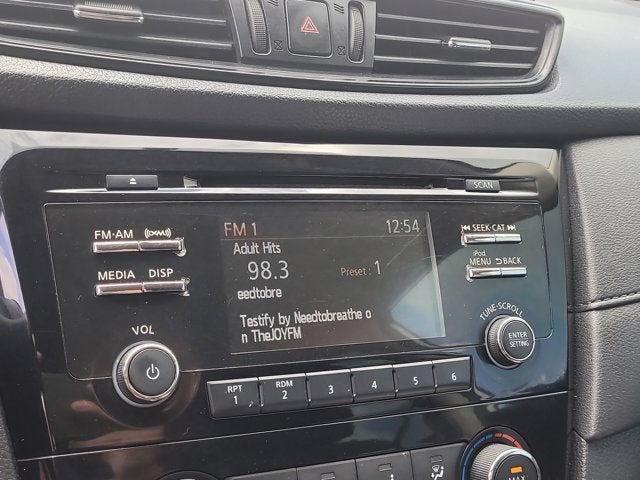 SCAN
FM·AM (XM)
MEDIA DISP
VOL
FM 1 12:54
Adult Hits
98.3 Preset : 1
eedtobre
Testify by Needtobreathe o
n TheJOYFM
SEEK·CAT
iPod
MENU BACK
TUNE·SCROLL
ENTER
SETTING
RPT 1
RDM 2
3
4
5
6
MAX